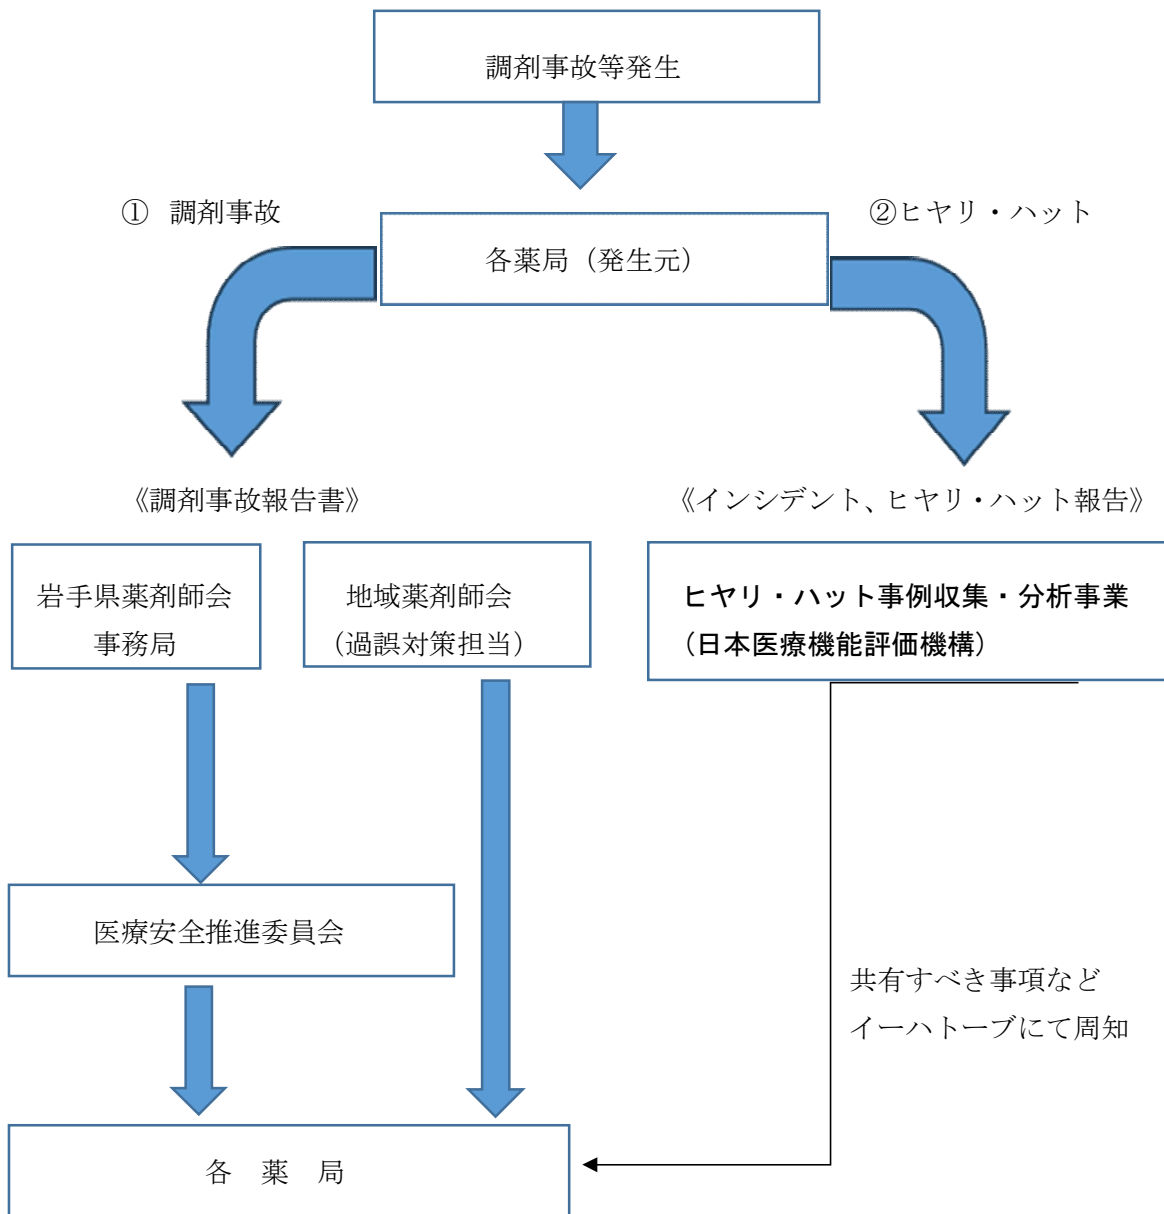 調剤事故等発生
① 調剤事故
②ヒヤリ・ハット
各薬局（発生元）
《調剤事故報告書》
《インシデント、ヒヤリ・ハット報告》
岩手県薬剤師会
事務局
地域薬剤師会
（過誤対策担当）
ヒヤリ・ハット事例収集・分析事業
（日本医療機能評価機構）
医療安全推進委員会
共有すべき事項など
イーハトーブにて周知
各　薬　局